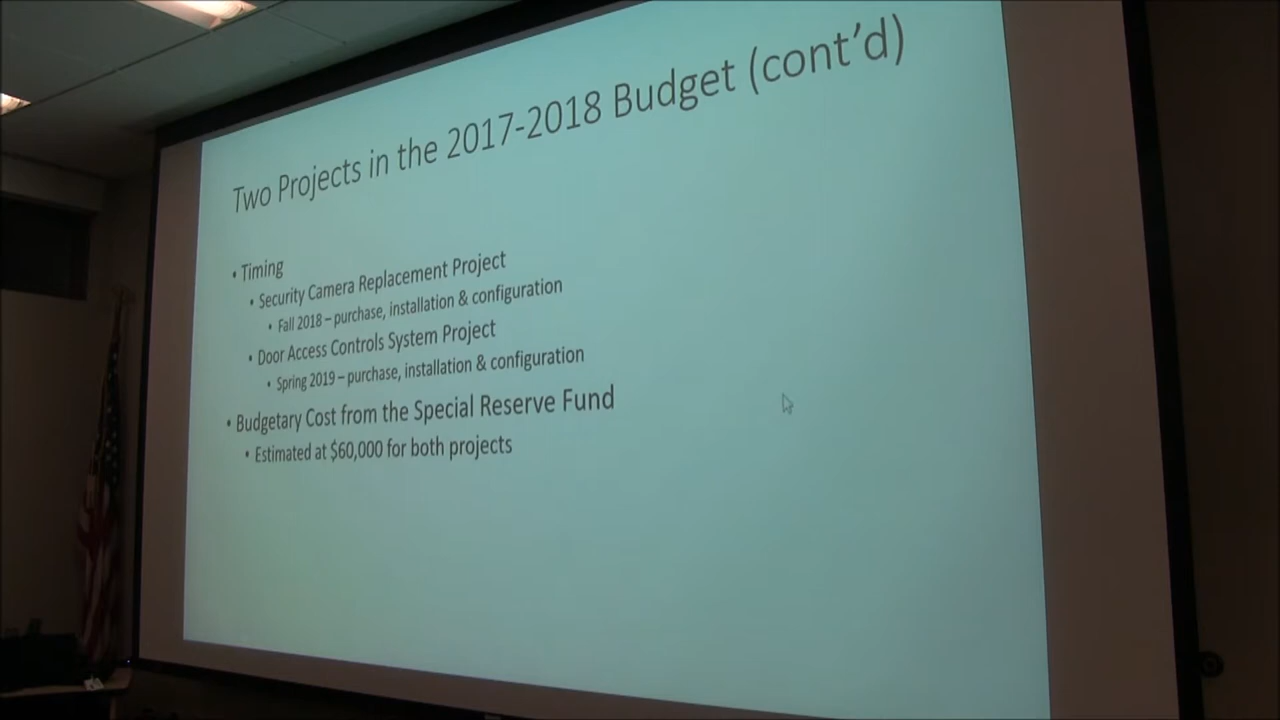 Two Projects in the 2017-2018 Budget (cont'd)
• Timing
• Security Camera Replacement Project
• Fall 2018 – purchase, installation & configuration
• Door Access Controls System Project
• Spring 2019 – purchase, installation & configuration
• Budgetary Cost from the Special Reserve Fund
• Estimated at $60,000 for both projects